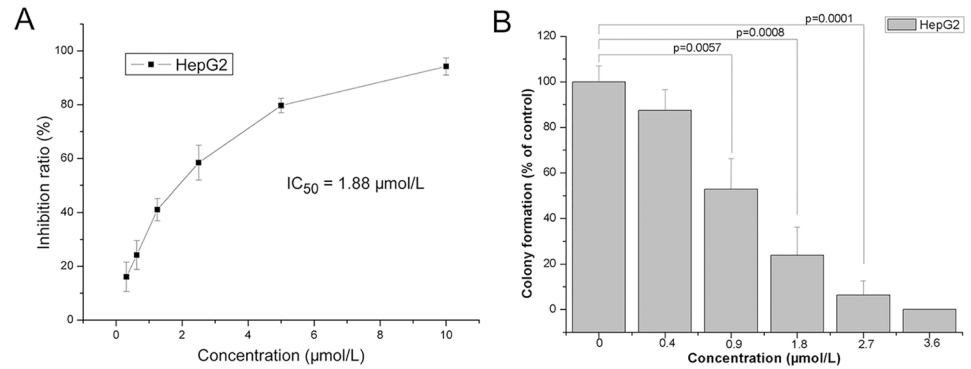 A
100
80
60
40
20
0
Inhibition ratio (%)
HepG2
IC50 = 1.88 µmol/L
0 2 4 6 8 10
Concentration (µmol/L)
B
HepG2
p=0.0001
p=0.0008
p=0.0057
120
100
80
60
40
20
0
Colony formation (% of control)
0 0.4 0.9 1.8 2.7 3.6
Concentration (µmol/L)